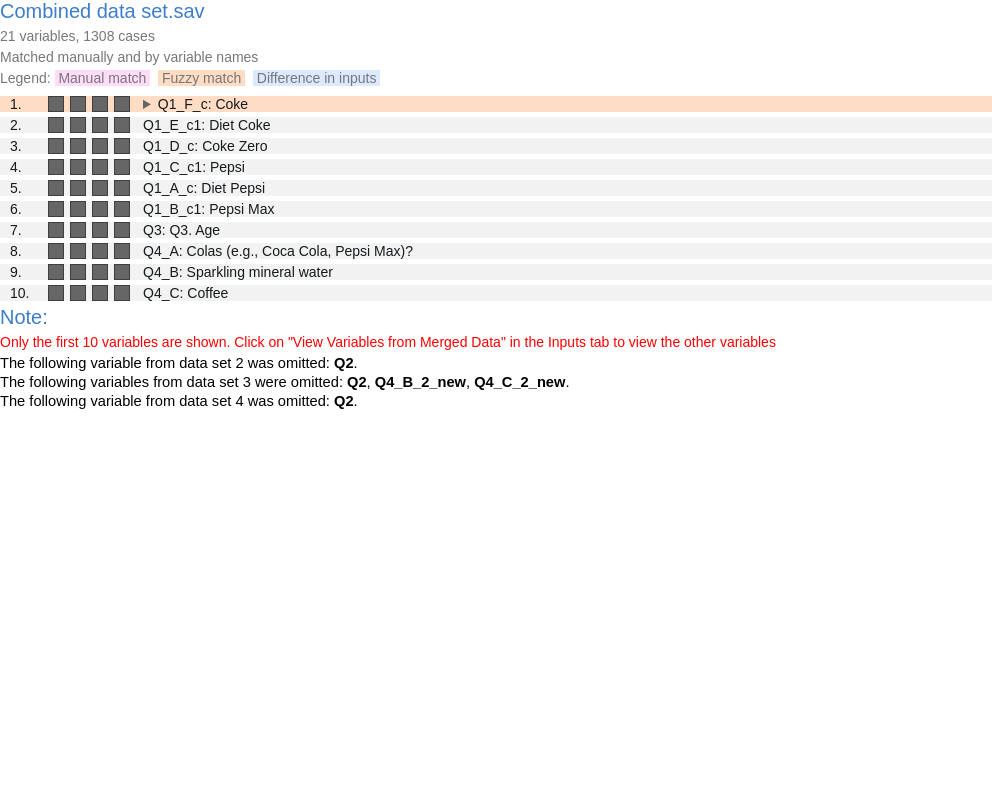 Combined data set.sav
21 variables, 1308 cases
Matched manually and by variable names
Legend: Manual match Fuzzy match Difference in inputs
1. Q1_F_c: Coke
2. Q1_E_c1: Diet Coke
3. Q1_D_c: Coke Zero
4. Q1_C_c1: Pepsi
5. Q1_A_c: Diet Pepsi
6. Q1_B_c1: Pepsi Max
7. Q3: Q3. Age
8. Q4_A: Colas (e.g., Coca Cola, Pepsi Max)?
9. Q4_B: Sparkling mineral water
10. Q4_C: Coffee
Note:
Only the first 10 variables are shown. Click on "View Variables from Merged Data" in the Inputs tab to view the other variables
The following variable from data set 2 was omitted: Q2.
The following variables from data set 3 were omitted: Q2, Q4_B_2_new, Q4_C_2_new.
The following variable from data set 4 was omitted: Q2.